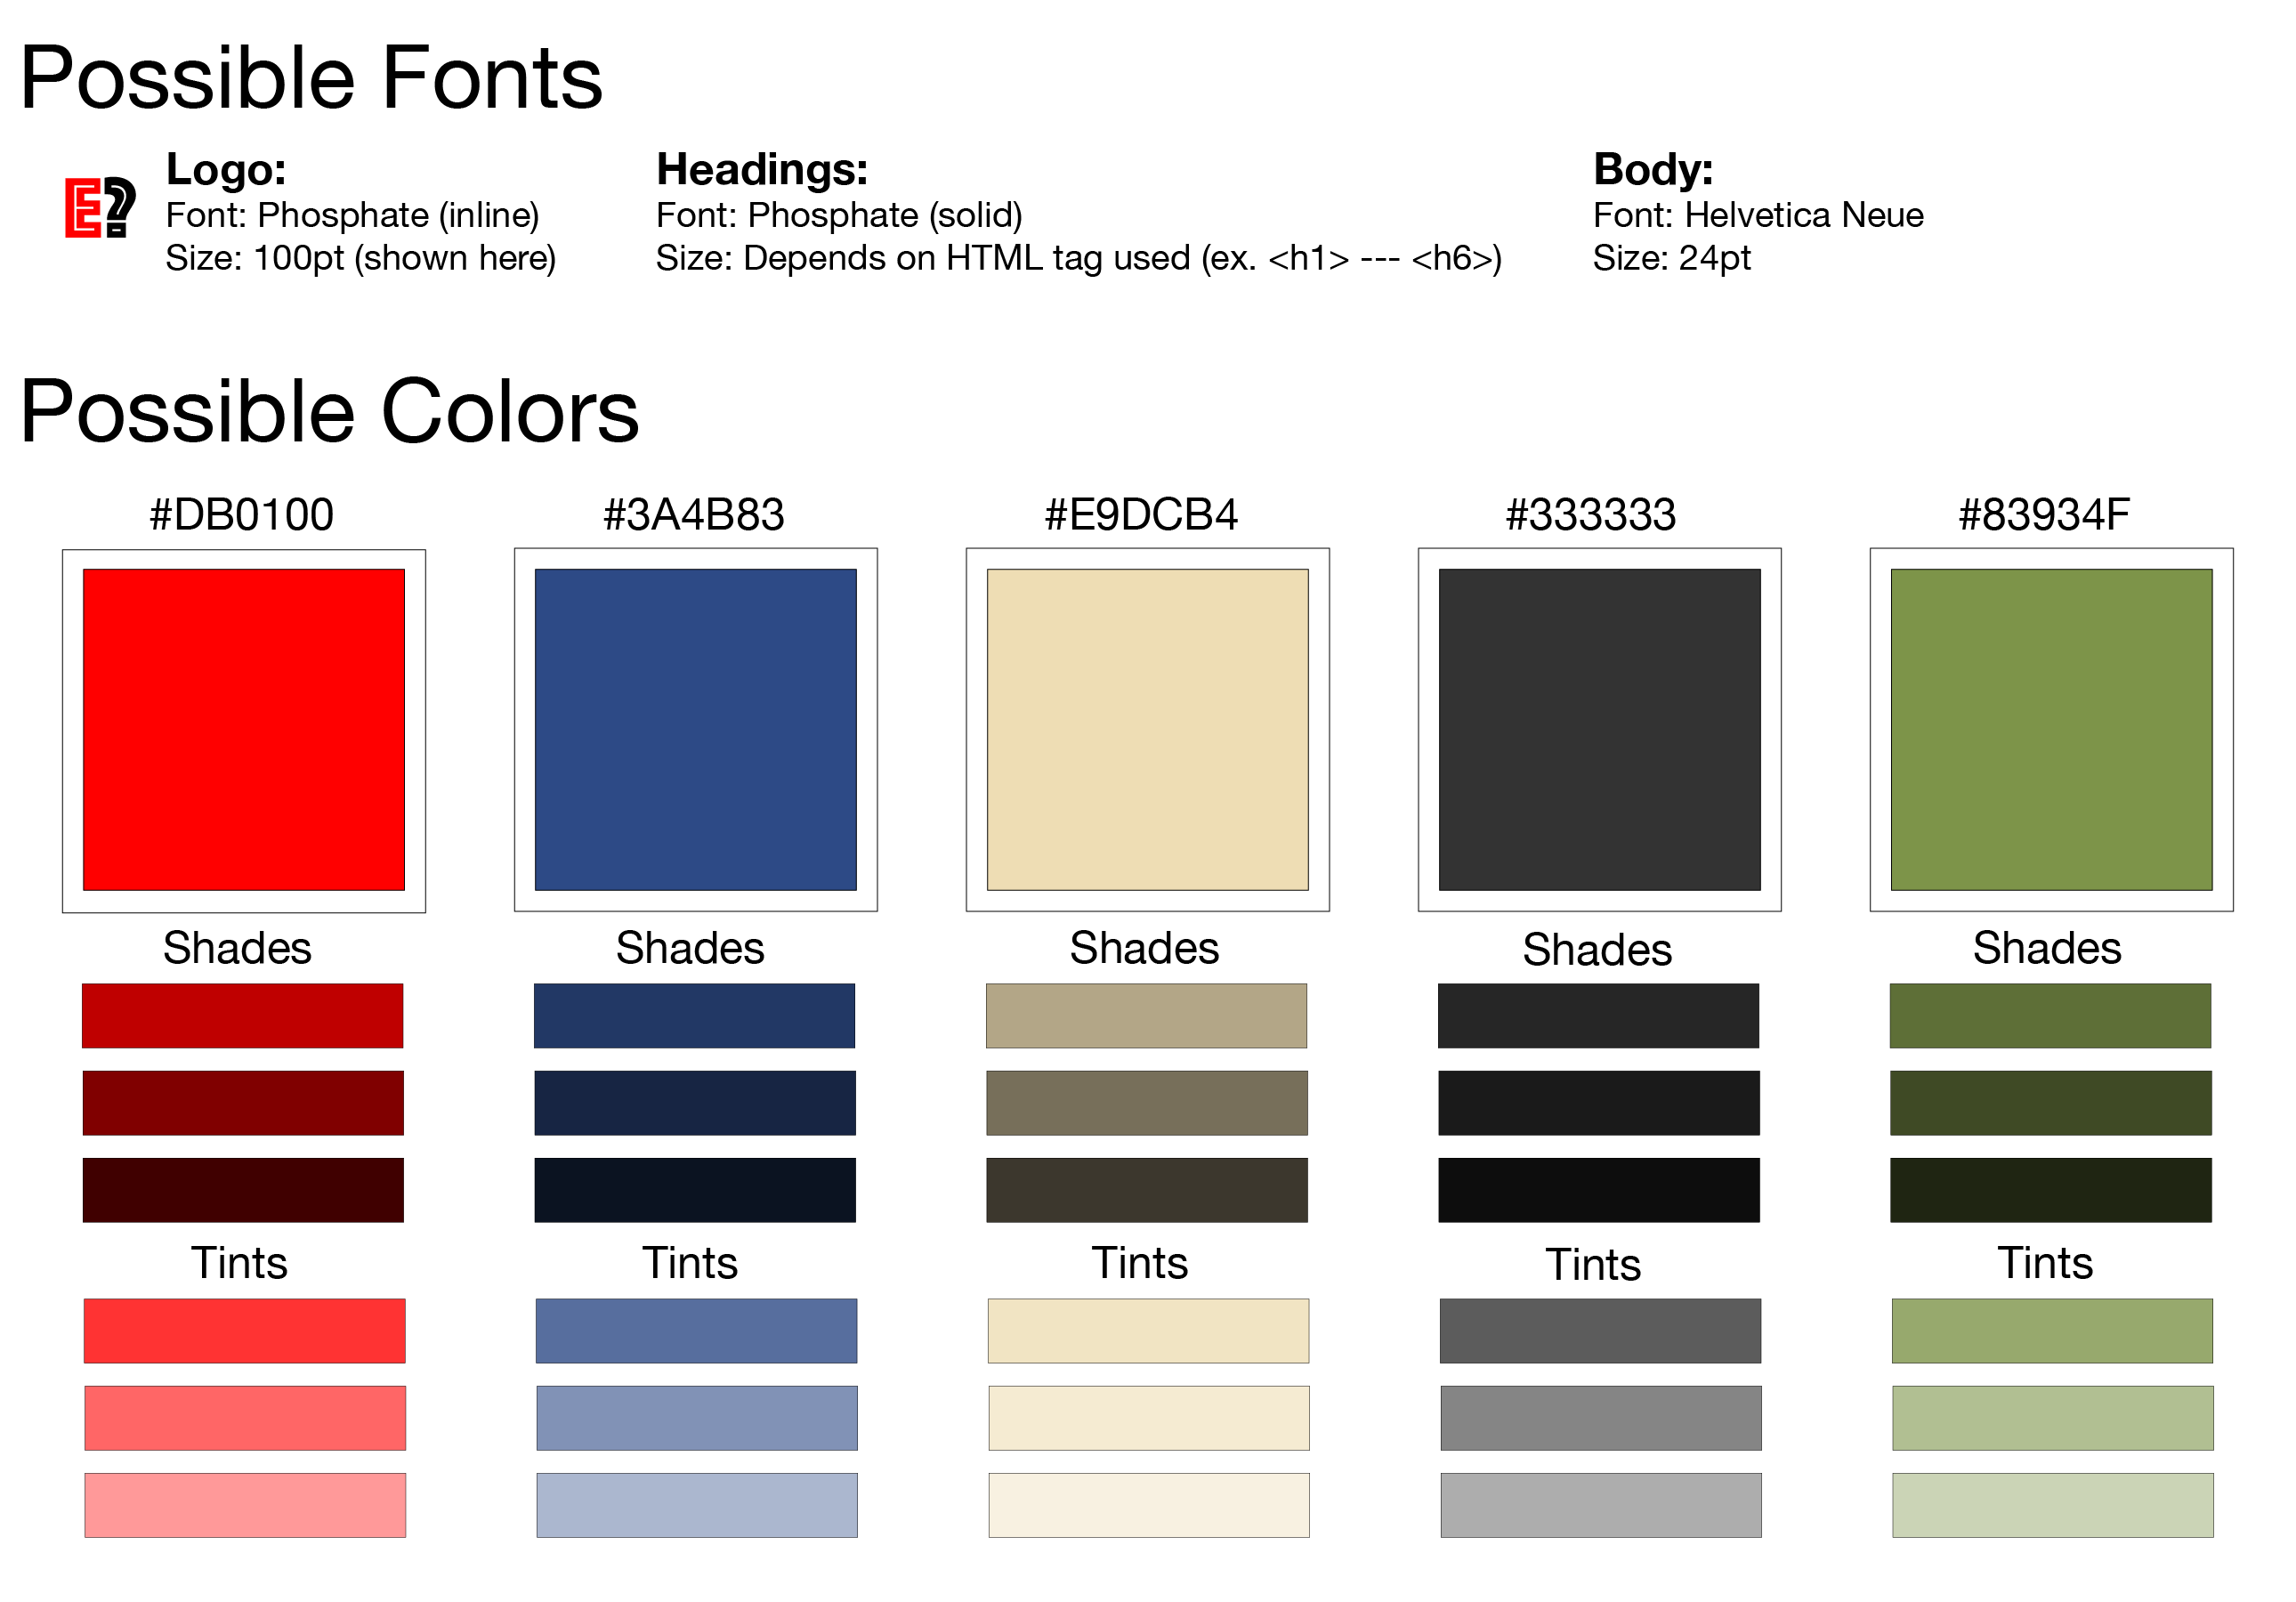 Possible Fonts
E?
Logo:
Font: Phosphate (inline)
Size: 100pt (shown here)
Headings:
Font: Phosphate (solid)
Size: Depends on HTML tag used (ex. <h1> --- <h6>)
Body:
Font: Helvetica Neue
Size: 24pt
Possible Colors
#DB0100
#3A4B83
#E9DCB4
#333333
#83934F
Shades
Shades
Shades
Shades
Shades
Tints
Tints
Tints
Tints
Tints